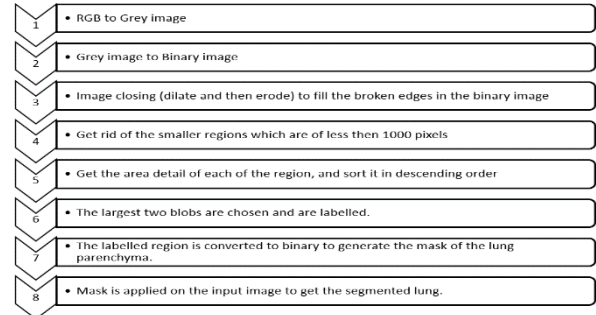 1 • RGB to Grey image
2 • Grey image to Binary image
3 • Image closing (dilate and then erode) to fill the broken edges in the binary image
4 • Get rid of the smaller regions which are of less then 1000 pixels
5 • Get the area detail of each of the region, and sort it in descending order
6 • The largest two blobs are chosen and are labelled.
7 • The labelled region is converted to binary to generate the mask of the lung
parenchyma.
8 • Mask is applied on the input image to get the segmented lung.